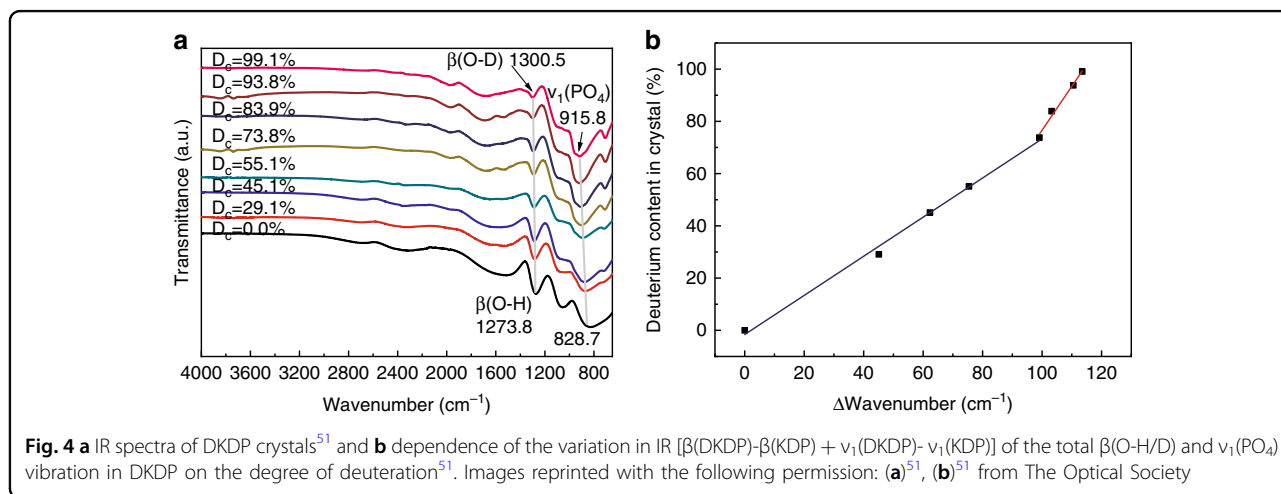 a
D_c=99.1%
D_c=93.8%
D_c=83.9%
D_c=73.8%
D_c=55.1%
D_c=45.1%
D_c=29.1%
D_c=0.0%
β(O-D) 1300.5
ν₁(PO₄)
915.8
β(O-H)
1273.8
828.7
Transmittance (a.u.)
4000 3600 3200 2800 2400 2000 1600 1200 800
Wavenumber (cm⁻¹)
b
Deuterium content in crystal (%)
100
80
60
40
20
0
0 20 40 60 80 100 120
ΔWavenumber (cm⁻¹)
Fig. 4 a IR spectra of DKDP crystals⁵¹ and b dependence of the variation in IR [β(DKDP)-β(KDP) + ν₁(DKDP)- ν₁(KDP)] of the total β(O-H/D) and ν₁(PO₄)
vibration in DKDP on the degree of deuteration⁵¹. Images reprinted with the following permission: (a)⁵¹, (b)⁵¹ from The Optical Society